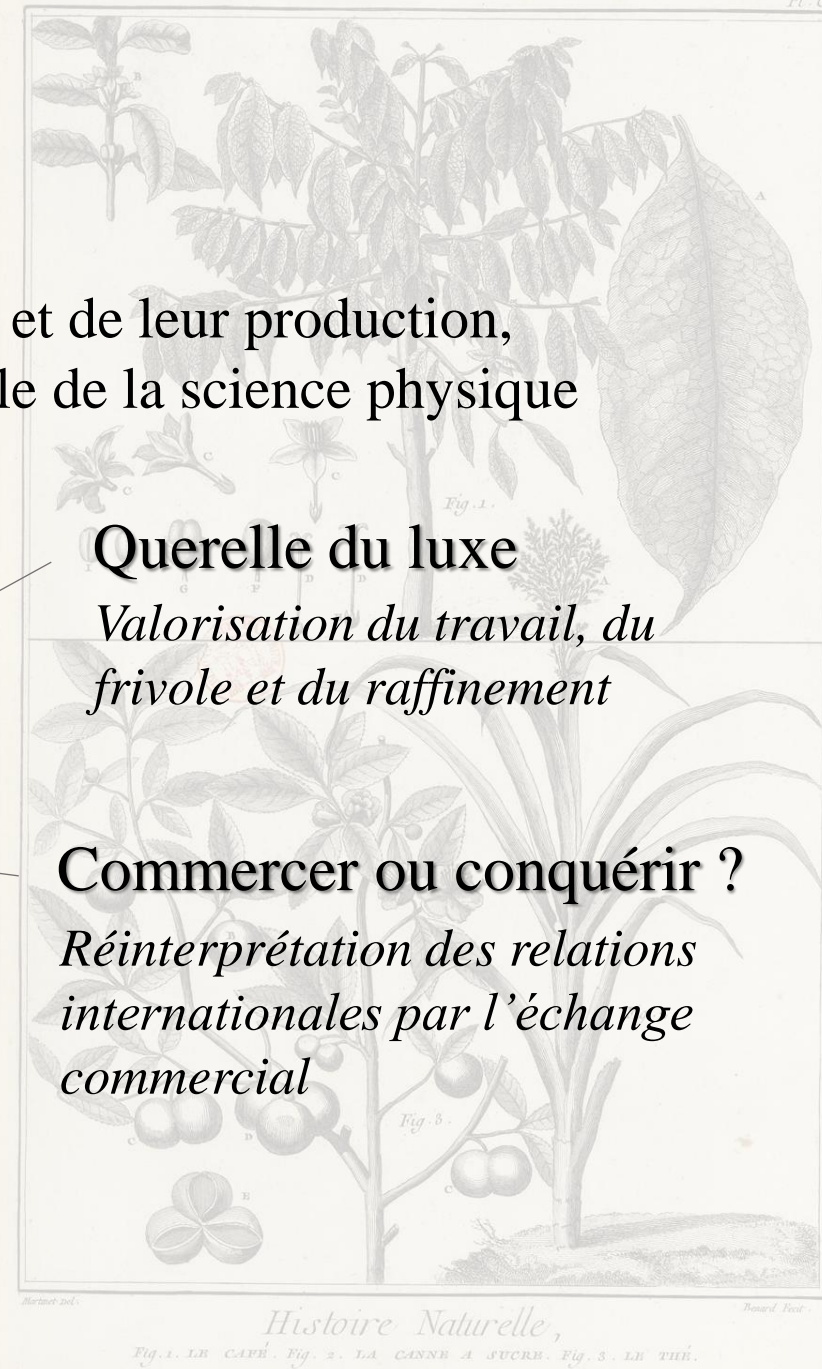 et de leur production,
le de la science physique
Fig. 1.
Querelle du luxe
Valorisation du travail, du
frivole et du raffinement
Commercer ou conquérir ?
Réinterprétation des relations
internationales par l’échange
commercial
Fig. 3.
Benard Fecit.
Histoire Naturelle,
Fig. 1. LE CAFÉ. Fig. 2. LA CANNE A SUCRE. Fig. 3. LE THÉ.